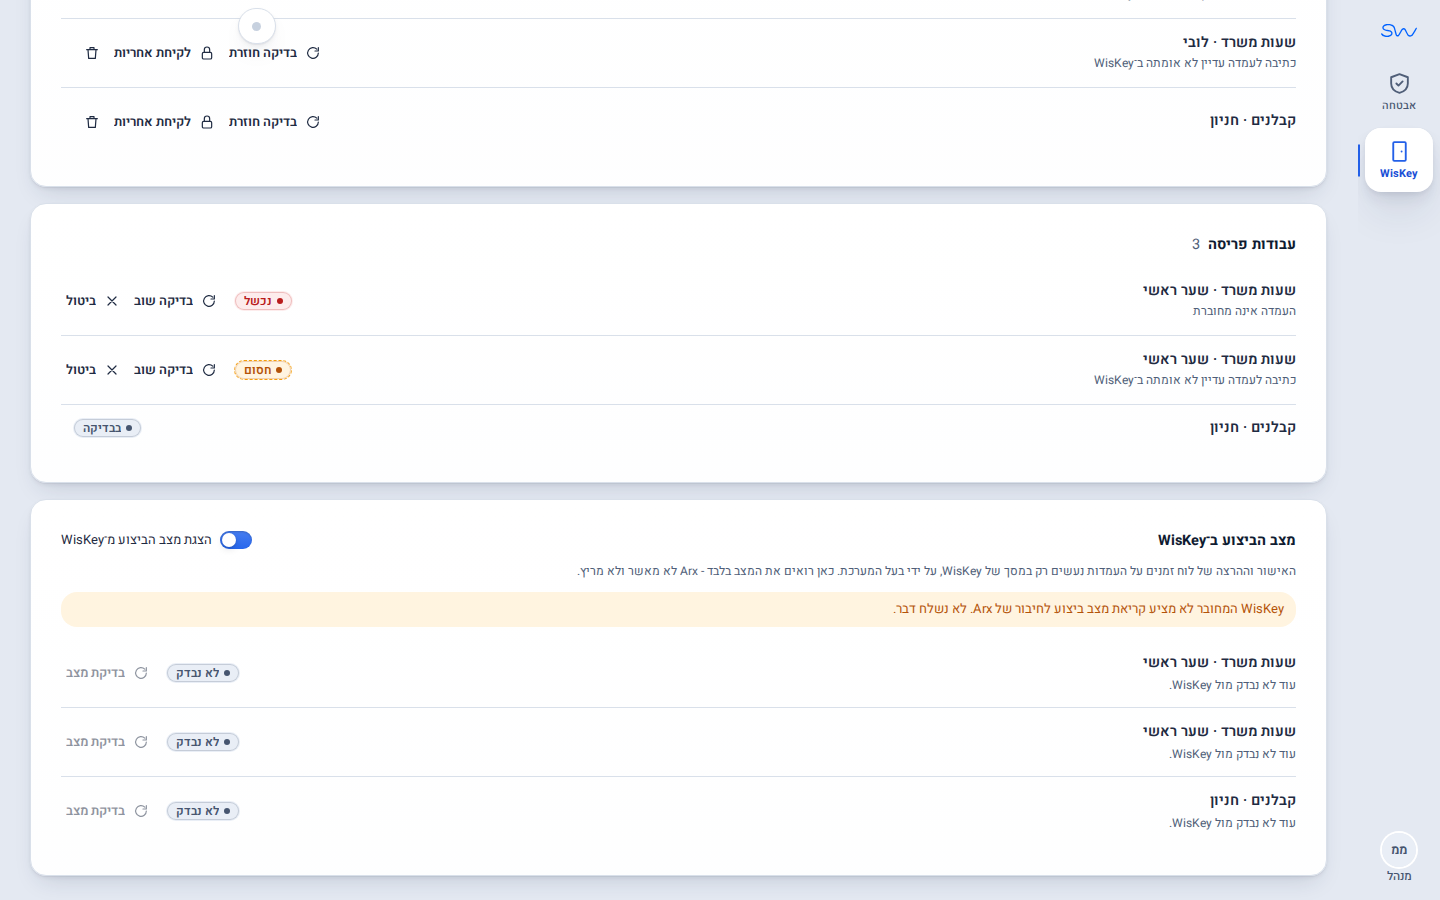 SW
אבטחה
WisKey
שעות משרד · לובי
כתיבה לעמדה עדיין לא אומתה ב־WisKey
בדיקה חוזרת
לקיחת אחריות
קבלנים · חניון
בדיקה חוזרת
לקיחת אחריות
עבודות פריסה 3
שעות משרד · שער ראשי
העמדה אינה מחוברת
נכשל
בדיקה שוב
ביטול
שעות משרד · שער ראשי
כתיבה לעמדה עדיין לא אומתה ב־WisKey
חסום
בדיקה שוב
ביטול
קבלנים · חניון
בבדיקה
מצב הביצוע ב־WisKey
הצגת מצב הביצוע מ־WisKey
האישור וההרצה של לוח זמנים על העמדות נעשים רק במסך של WisKey, על ידי בעל המערכת. כאן רואים את המצב בלבד - Arx לא מאשר ולא מריץ.
WisKey המחובר לא מציע קריאת מצב ביצוע לחיבור של Arx. לא נשלח דבר.
שעות משרד · שער ראשי
עוד לא נבדק מול WisKey.
לא נבדק
בדיקת מצב
שעות משרד · שער ראשי
עוד לא נבדק מול WisKey.
לא נבדק
בדיקת מצב
קבלנים · חניון
עוד לא נבדק מול WisKey.
לא נבדק
בדיקת מצב
ממ
מנהל